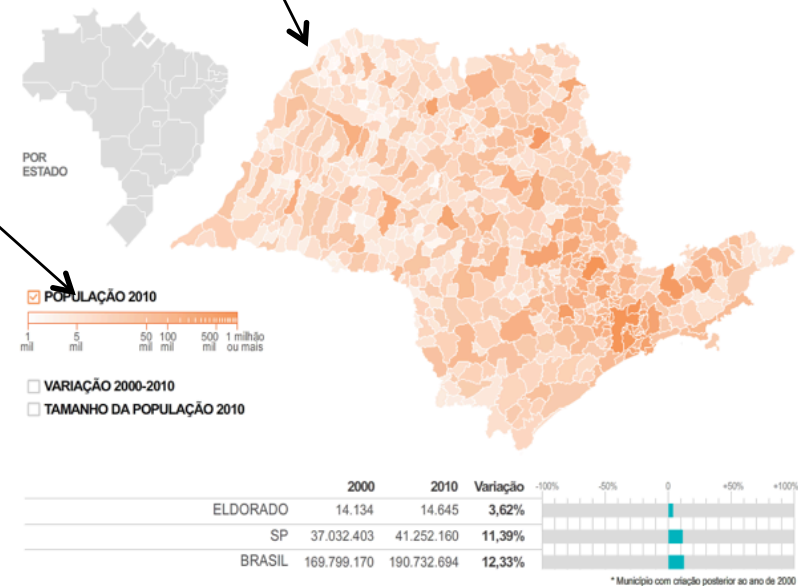 POR
ESTADO
POPULAÇÃO 2010
1 mil 5 mil 50 mil 100 mil 500 mil 1 milhão ou mais
VARIAÇÃO 2000-2010
TAMANHO DA POPULAÇÃO 2010
2000 2010 Variação -100% -50% 0 +50% +100%
ELDORADO 14.134 14.645 3,62%
SP 37.032.403 41.252.160 11,39%
BRASIL 169.799.170 190.732.694 12,33%
* Município com criação posterior ao ano de 2000